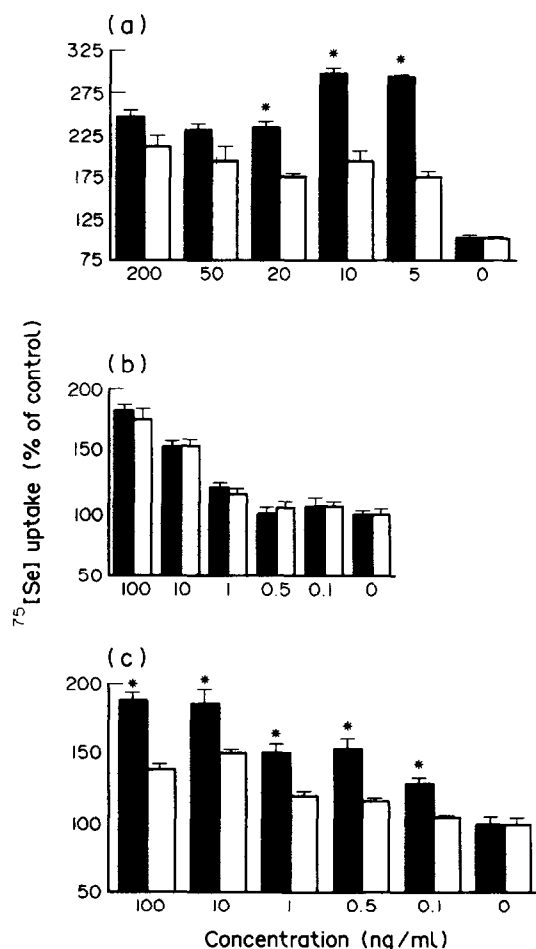 (a)
325
275
225
175
125
75
200 50 20 10 5 0
* * *
⁷⁵[Se] uptake (% of control)
(b)
200
150
100
50
100 10 1 0.5 0.1 0
(c)
200
150
100
50
* * * * *
100 10 1 0.5 0.1 0
Concentration (ng/ml)